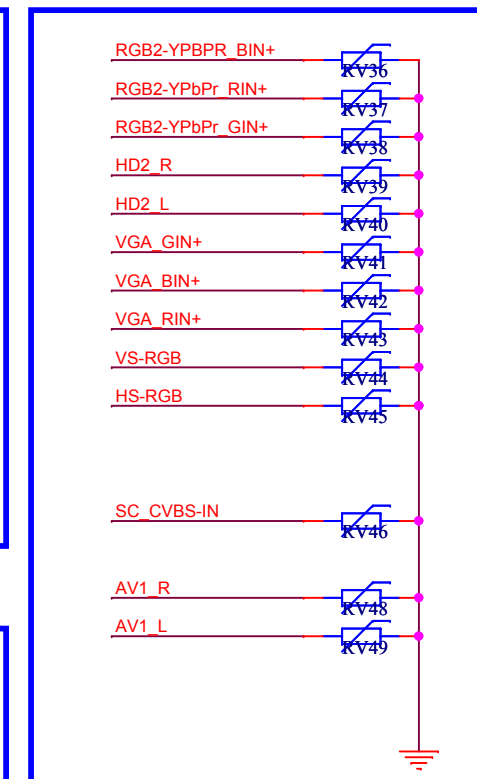 RGB2-YPBPR_BIN+
RV36
RGB2-YPbPr_RIN+
RV37
RGB2-YPbPr_GIN+
RV38
HD2_R
RV39
HD2_L
RV40
VGA_GIN+
RV41
VGA_BIN+
RV42
VGA_RIN+
RV43
VS-RGB
RV44
HS-RGB
RV45
SC_CVBS-IN
RV46
AV1_R
RV48
AV1_L
RV49